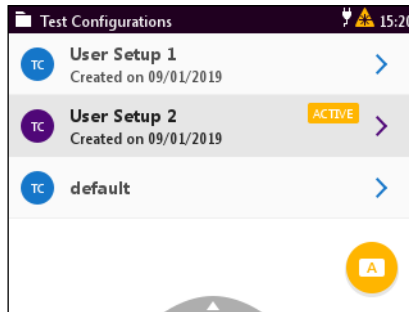 Test Configurations 15:20
TC User Setup 1
Created on 09/01/2019
TC User Setup 2 ACTIVE
Created on 09/01/2019
TC default
A